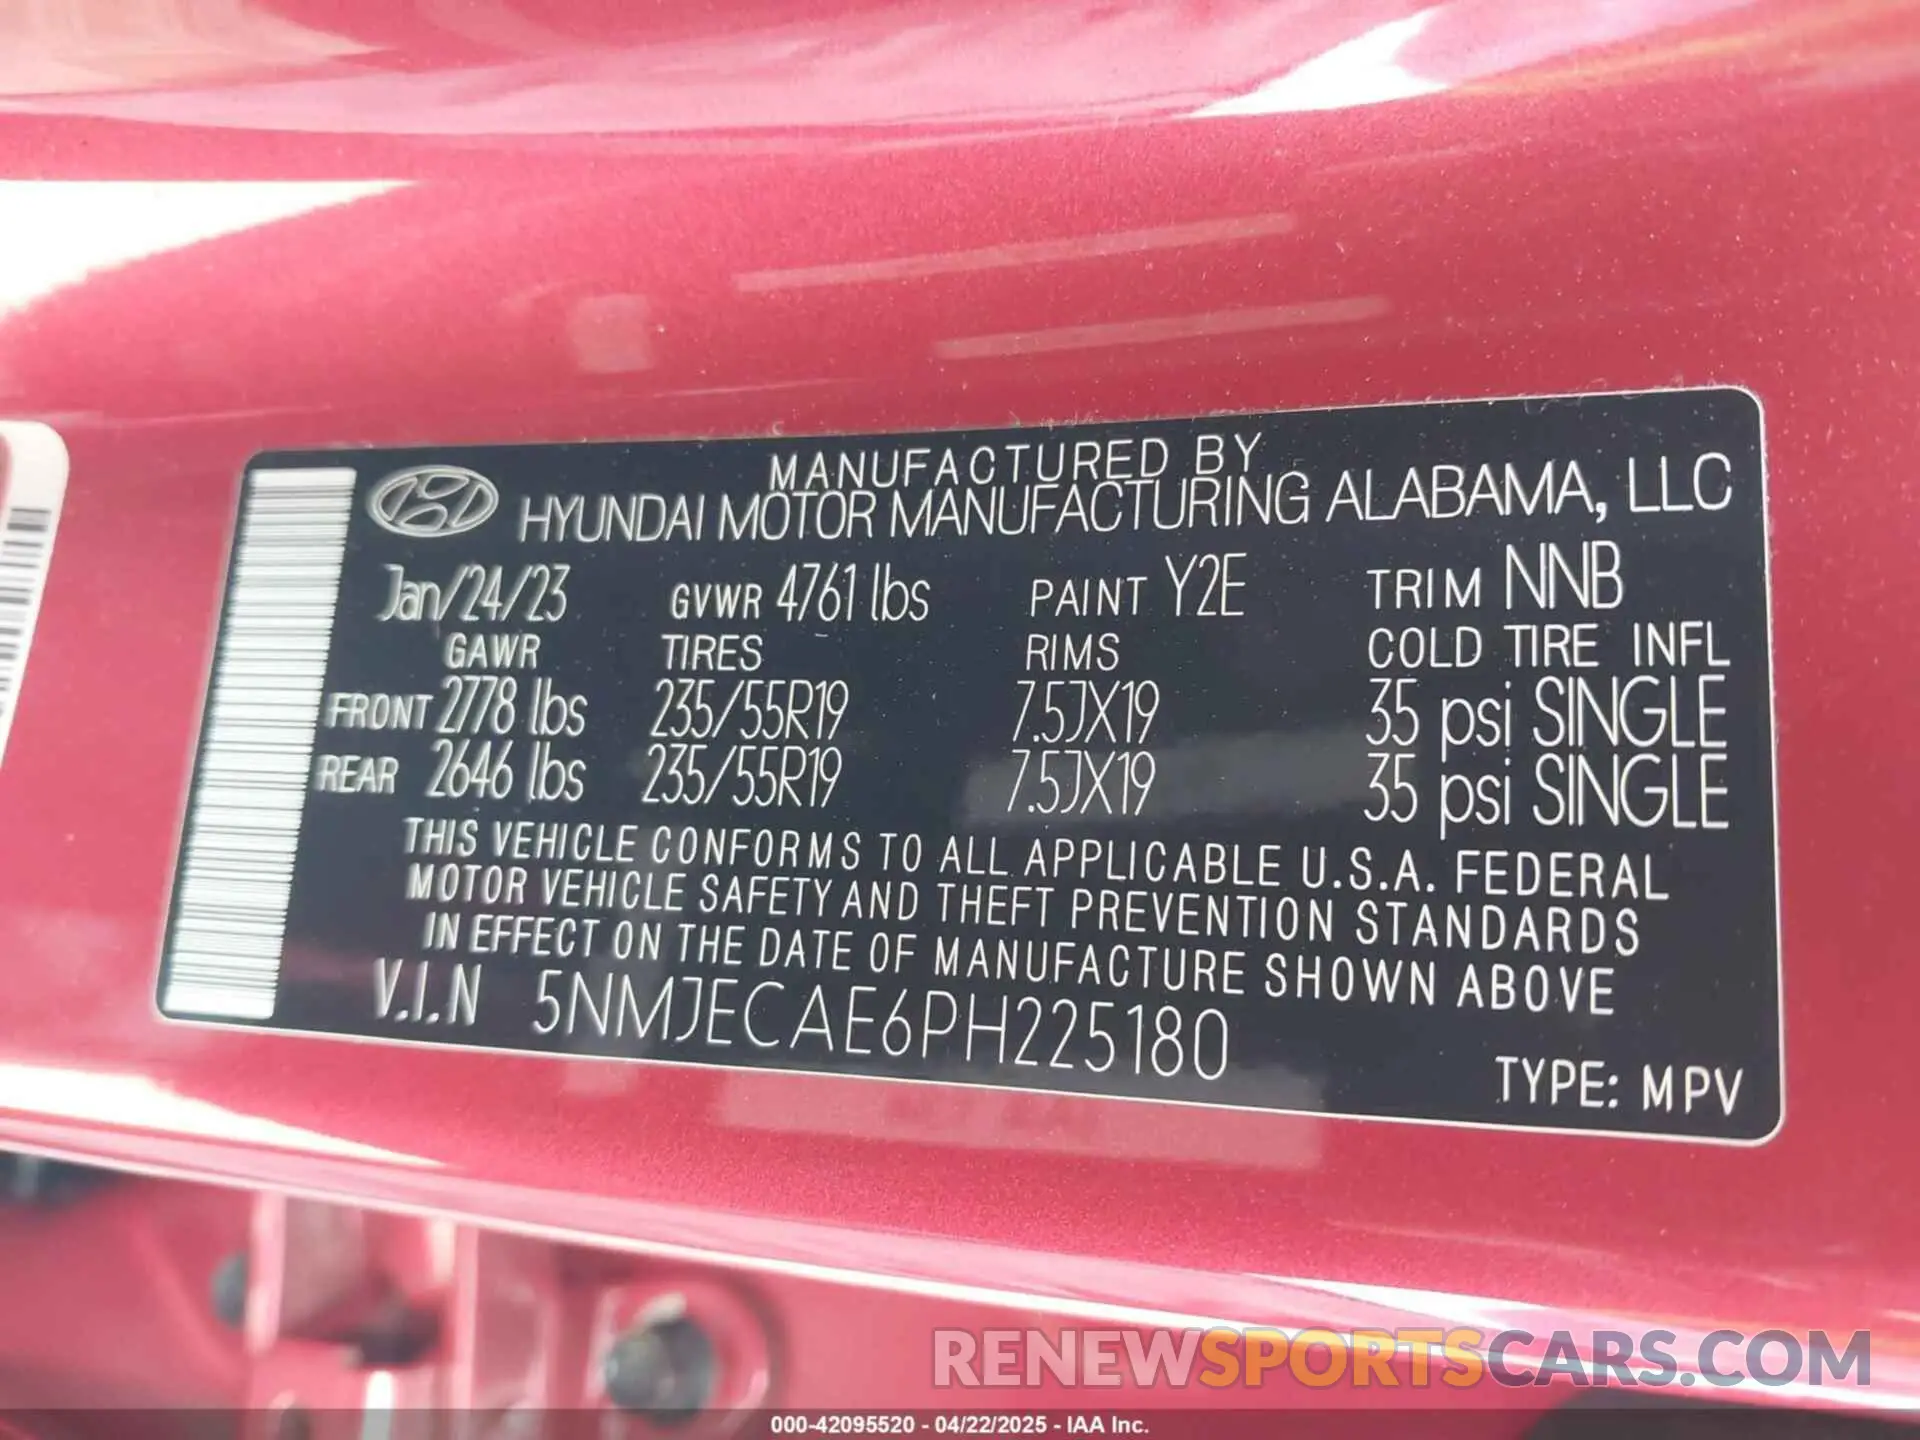 MANUFACTURED BY
HYUNDAI MOTOR MANUFACTURING ALABAMA, LLC
Jan/24/23 GVWR 4761 lbs PAINT Y2E TRIM NNB
GAWR TIRES RIMS COLD TIRE INFL
FRONT 2778 lbs 235/55R19 7.5JX19 35 psi SINGLE
REAR 2646 lbs 235/55R19 7.5JX19 35 psi SINGLE
THIS VEHICLE CONFORMS TO ALL APPLICABLE U.S.A. FEDERAL
MOTOR VEHICLE SAFETY AND THEFT PREVENTION STANDARDS
IN EFFECT ON THE DATE OF MANUFACTURE SHOWN ABOVE
V.I.N 5NMJECAE6PH225180
TYPE: MPV
RENEWSPORTSCARS.COM
000-42095520 - 04/22/2025 - IAA Inc.